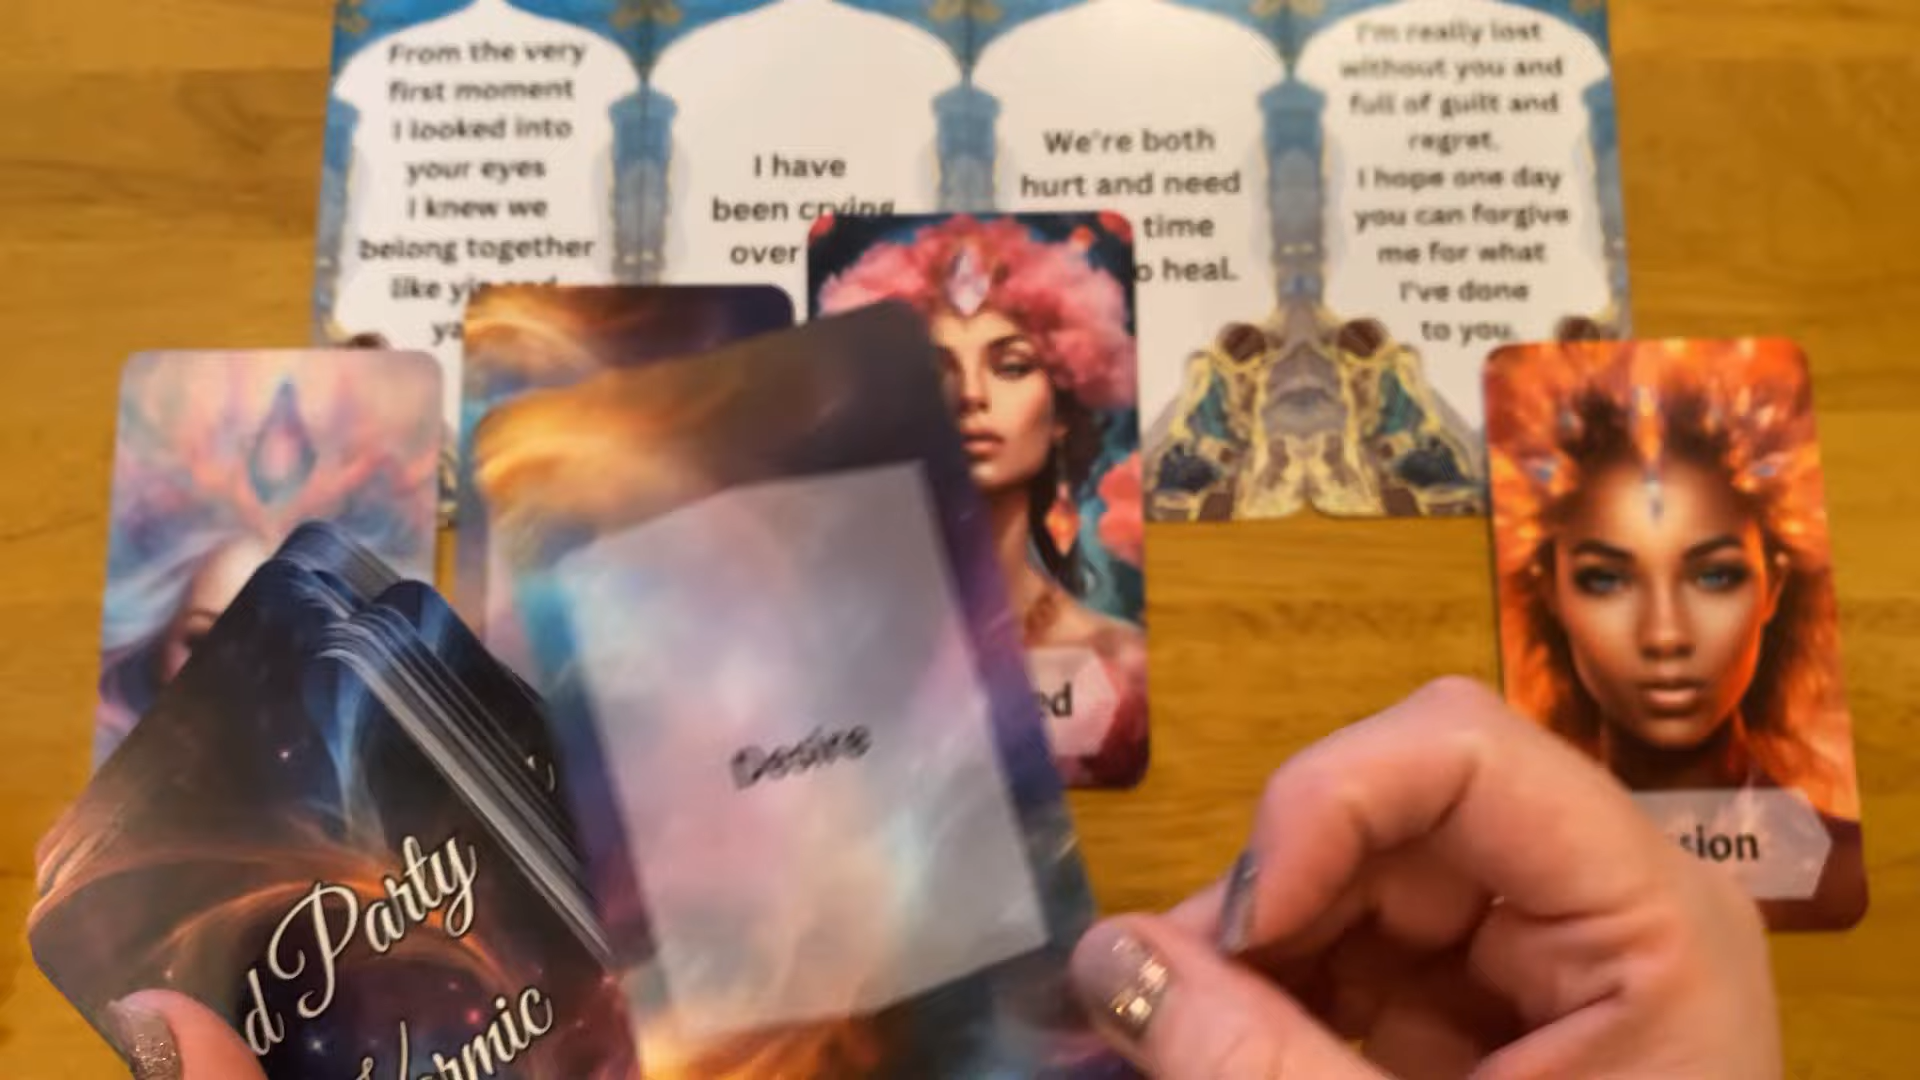 From the very
first moment
I looked into
your eyes
I knew we
belong together
like
I have
been crying
over
We're both
hurt and need
time
heal.
I'm really lost
without you and
full of guilt and
regret.
I hope one day
you can forgive
me for what
I've done
to you.
Desire
Party